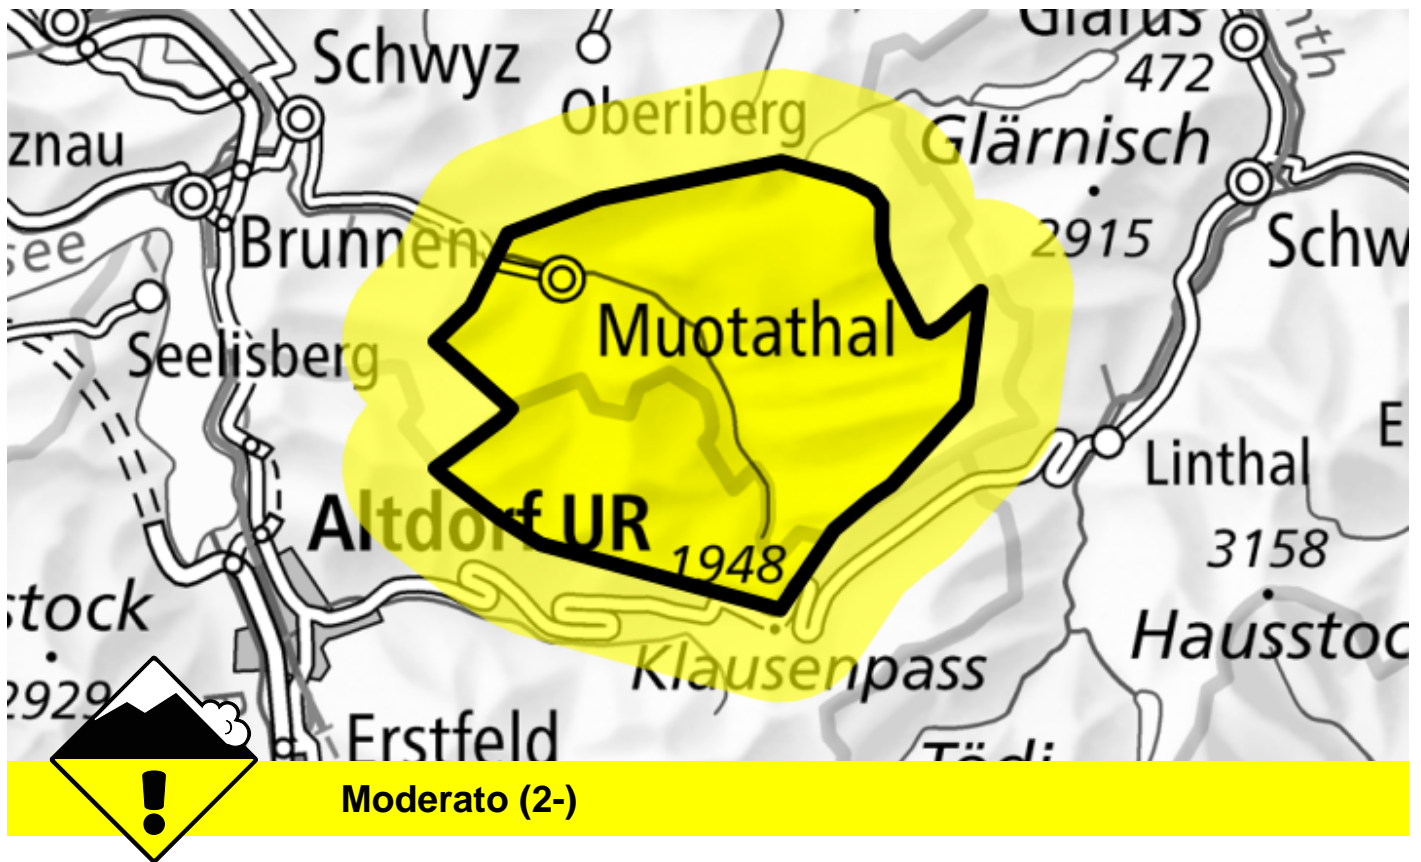 Glarus
nth
Schwyz
472
Oberiberg
Glärnisch
znau
2915
Brunnen
see
Schw
Muotathal
Seelisberg
E
Linthal
Altdorf UR
1948
3158
stock
Hausstoc
Klausenpass
2929
Erstfeld
Tödi
Moderato (2-)